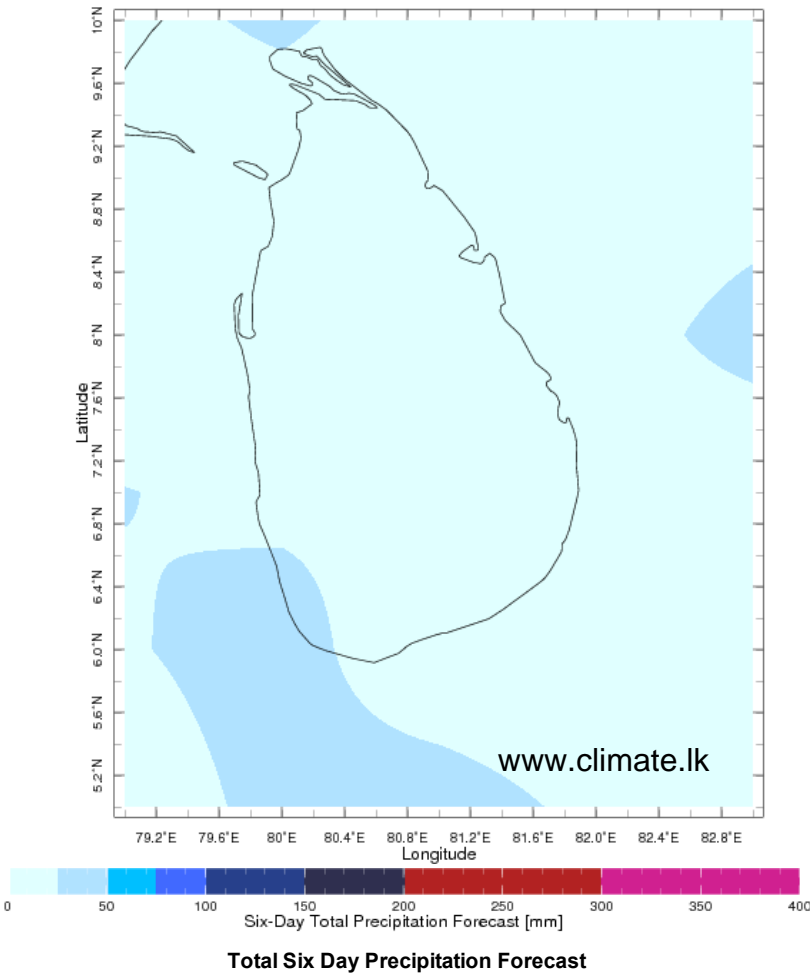 10°N
9.6°N
9.2°N
8.8°N
8.4°N
8°N
7.6°N
7.2°N
6.8°N
6.4°N
6.0°N
5.6°N
5.2°N
Latitude
www.climate.lk
79.2°E 79.6°E 80°E 80.4°E 80.8°E 81.2°E 81.6°E 82.0°E 82.4°E 82.8°E
Longitude
0 50 100 150 200 300 350 400
Six-Day Total Precipitation Forecast [mm]
Total Six Day Precipitation Forecast